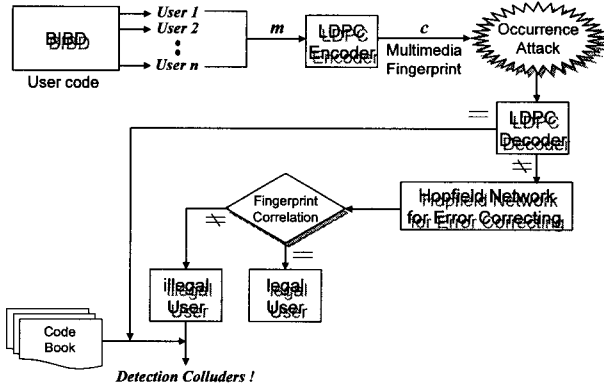 BIBD
User code
User 1
User 2
User n
m
LDPC
Encoder
c
Multimedia
Fingerprint
Occurrence
Attack
=
LDPC
Decoder
≠
Hopfield Network
for Error Correcting
Fingerprint
Correlation
≠
=
illegal
User
legal
User
Code
Book
Detection Colluders !